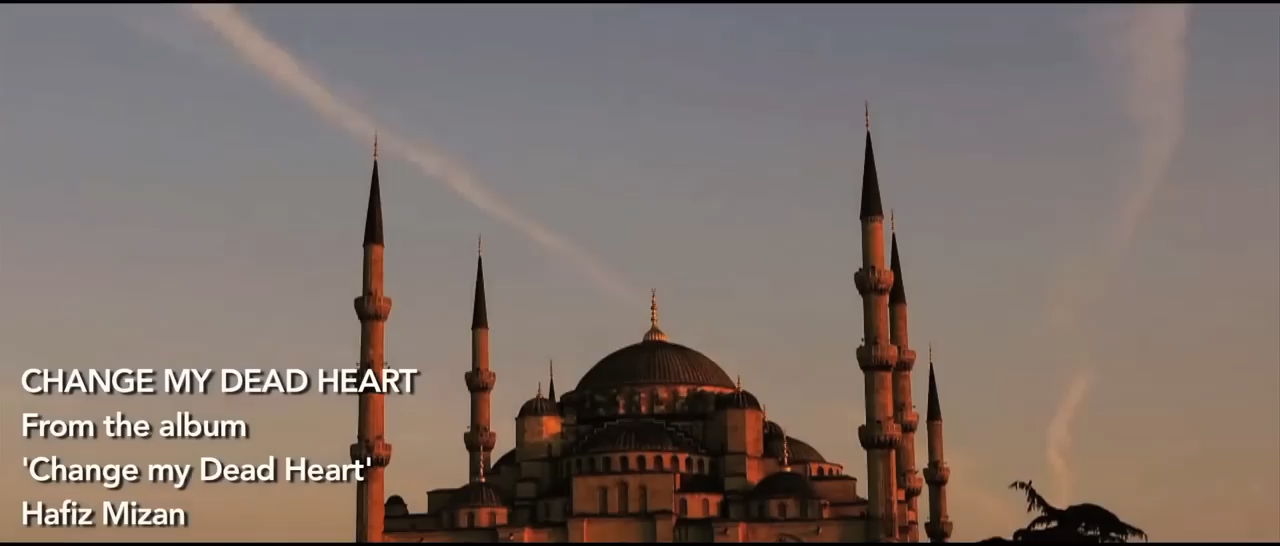 CHANGE MY DEAD HEART
From the album
'Change my Dead Heart'
Hafiz Mizan